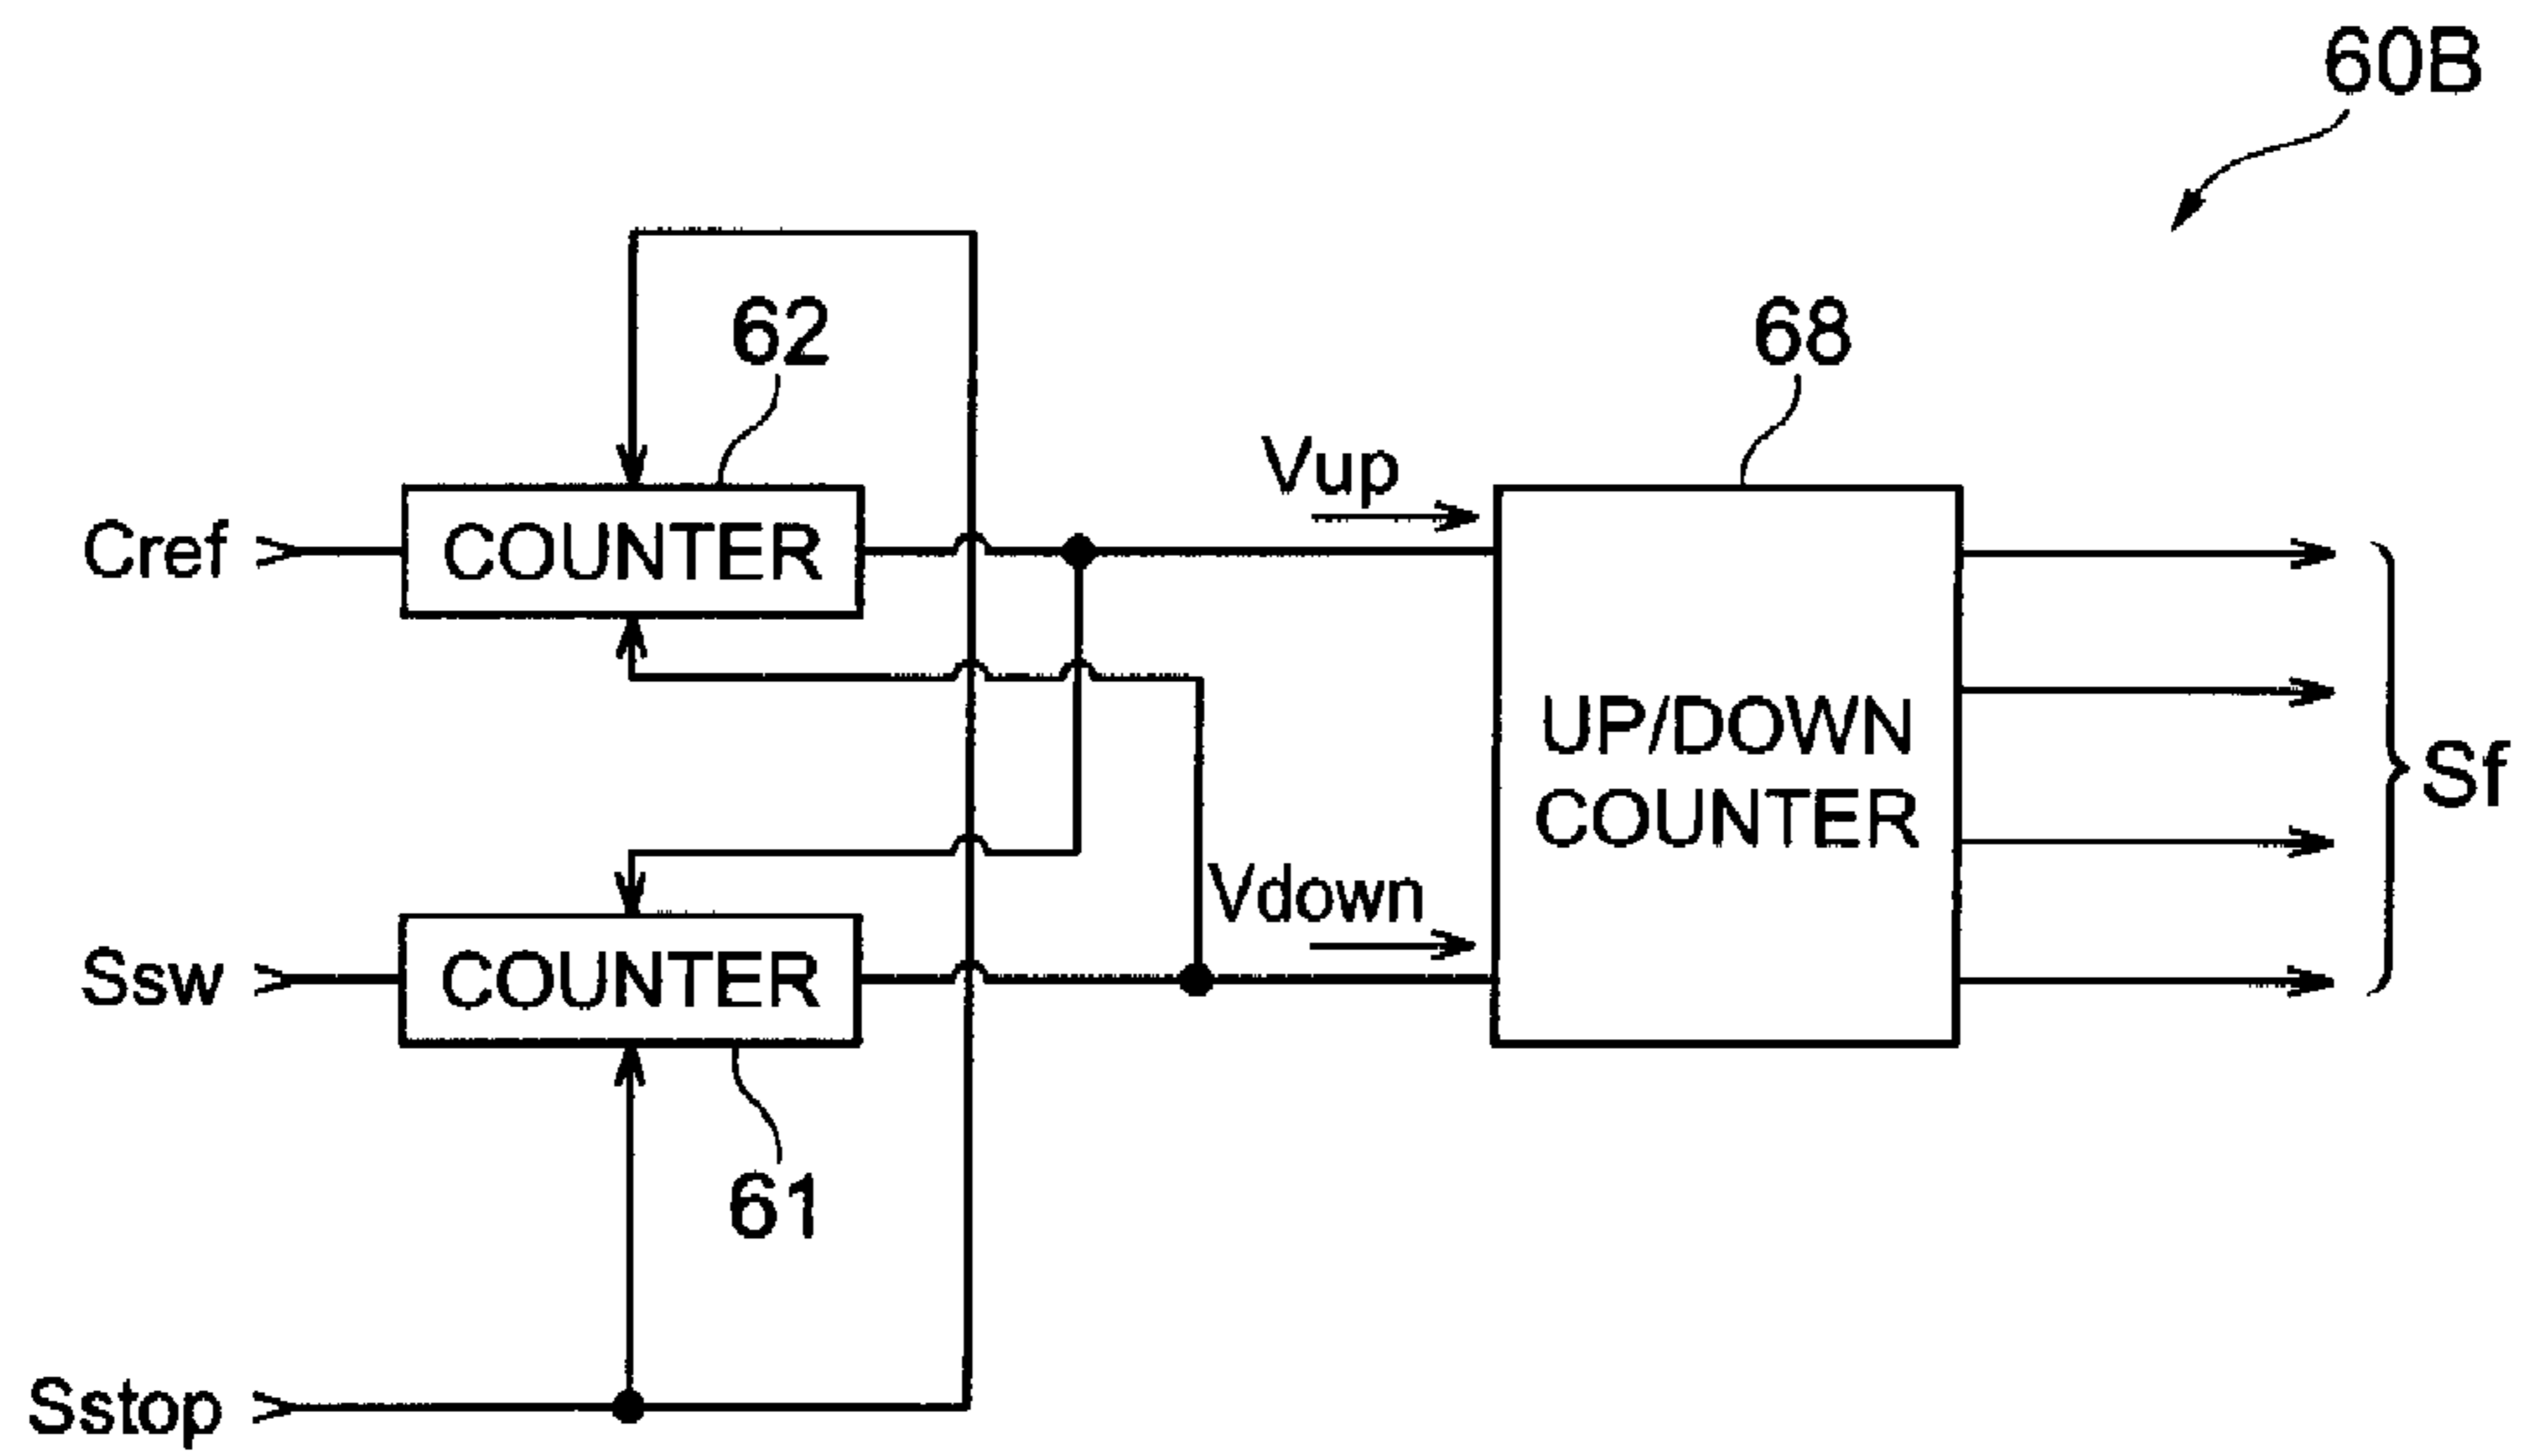 60B
62
68
Vup
Cref
COUNTER
UP/DOWN
COUNTER
Sf
Vdown
Ssw
COUNTER
61
Sstop